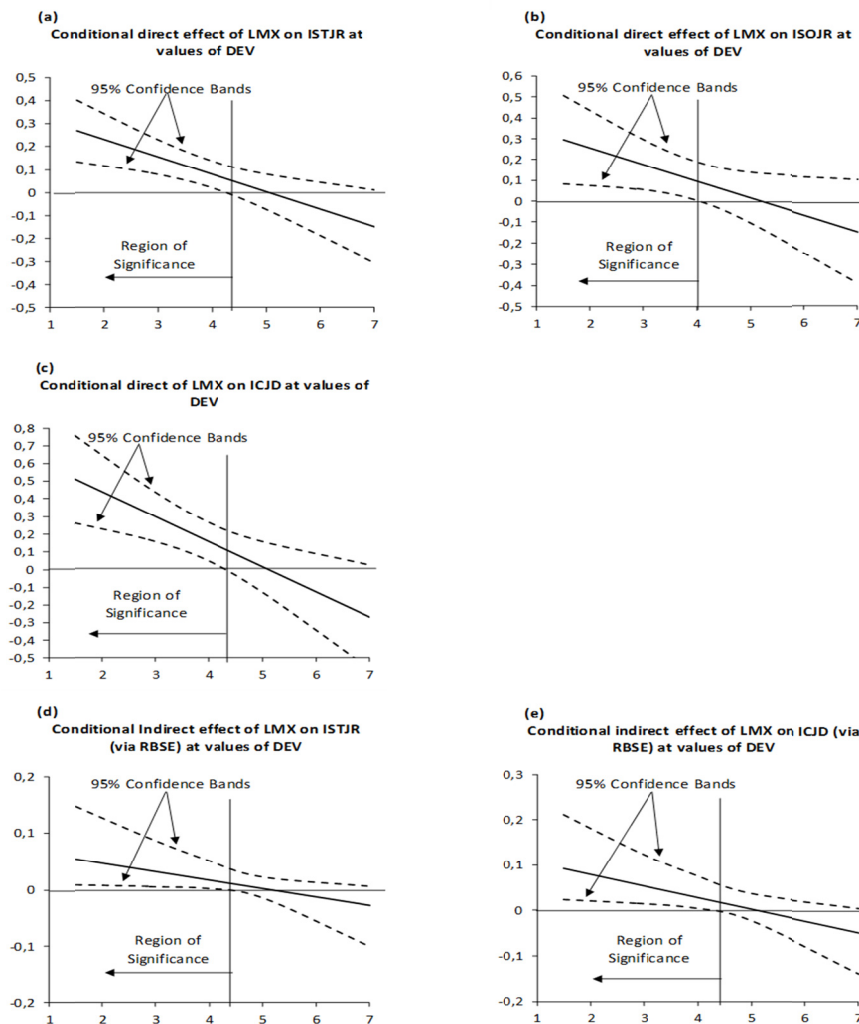 (a)
Conditional direct effect of LMX on ISTJR at
values of DEV
0,5
95% Confidence Bands
0,4
0,3
0,2
0,1
0
-0,1
Region of
-0,2
Significance
-0,3
-0,4
-0,5
1 2 3 4 5 6 7
(b)
Conditional direct effect of LMX on ISOJR at
values of DEV
0,6
95% Confidence Bands
0,5
0,4
0,3
0,2
0,1
0
-0,1
Region of
-0,2
Significance
-0,3
-0,4
-0,5
1 2 3 4 5 6 7
(c)
Conditional direct of LMX on ICJD at values of
DEV
0,8
95% Confidence Bands
0,7
0,6
0,5
0,4
0,3
0,2
0,1
0
-0,1
Region of
-0,2
Significance
-0,3
-0,4
-0,5
1 2 3 4 5 6 7
(d)
Conditional Indirect effect of LMX on ISTJR
(via RBSE) at values of DEV
0,2
95% Confidence Bands
0,1
0
Region of
-0,1
Significance
-0,2
1 2 3 4 5 6 7
(e)
Conditional indirect effect of LMX on ICJD (via
RBSE) at values of DEV
0,3
95% Confidence Bands
0,2
0,1
0
Region of
-0,1
Significance
-0,2
1 2 3 4 5 6 7